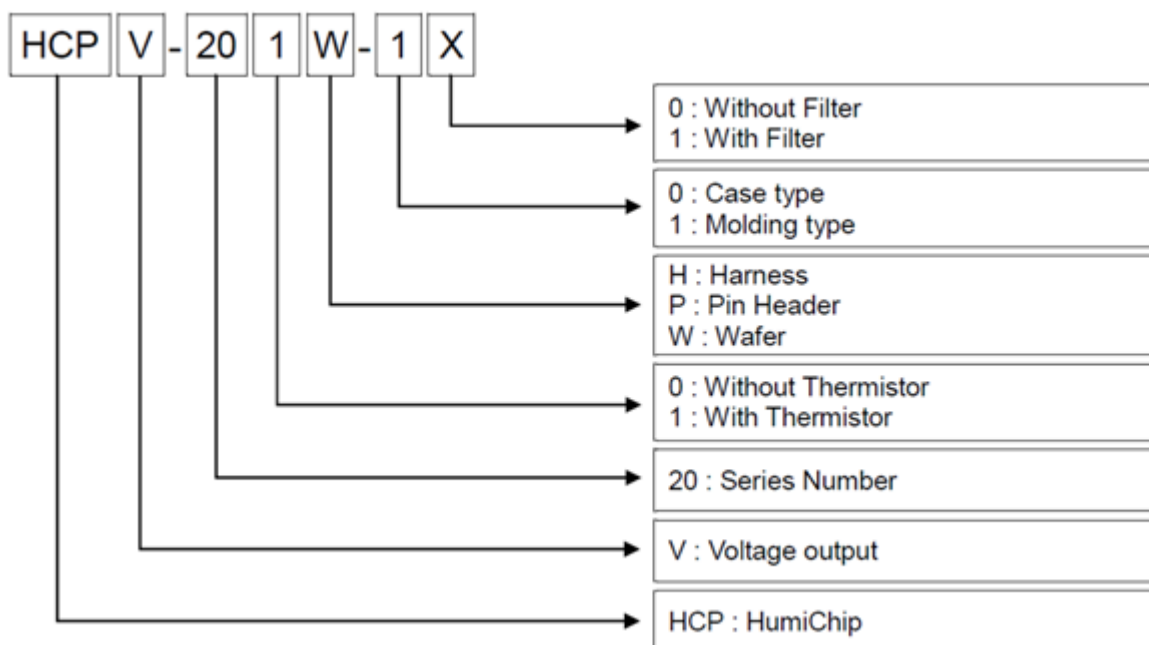 HCP V - 20 1 W - 1 X
0 : Without Filter
1 : With Filter
0 : Case type
1 : Molding type
H : Harness
P : Pin Header
W : Wafer
0 : Without Thermistor
1 : With Thermistor
20 : Series Number
V : Voltage output
HCP : HumiChip